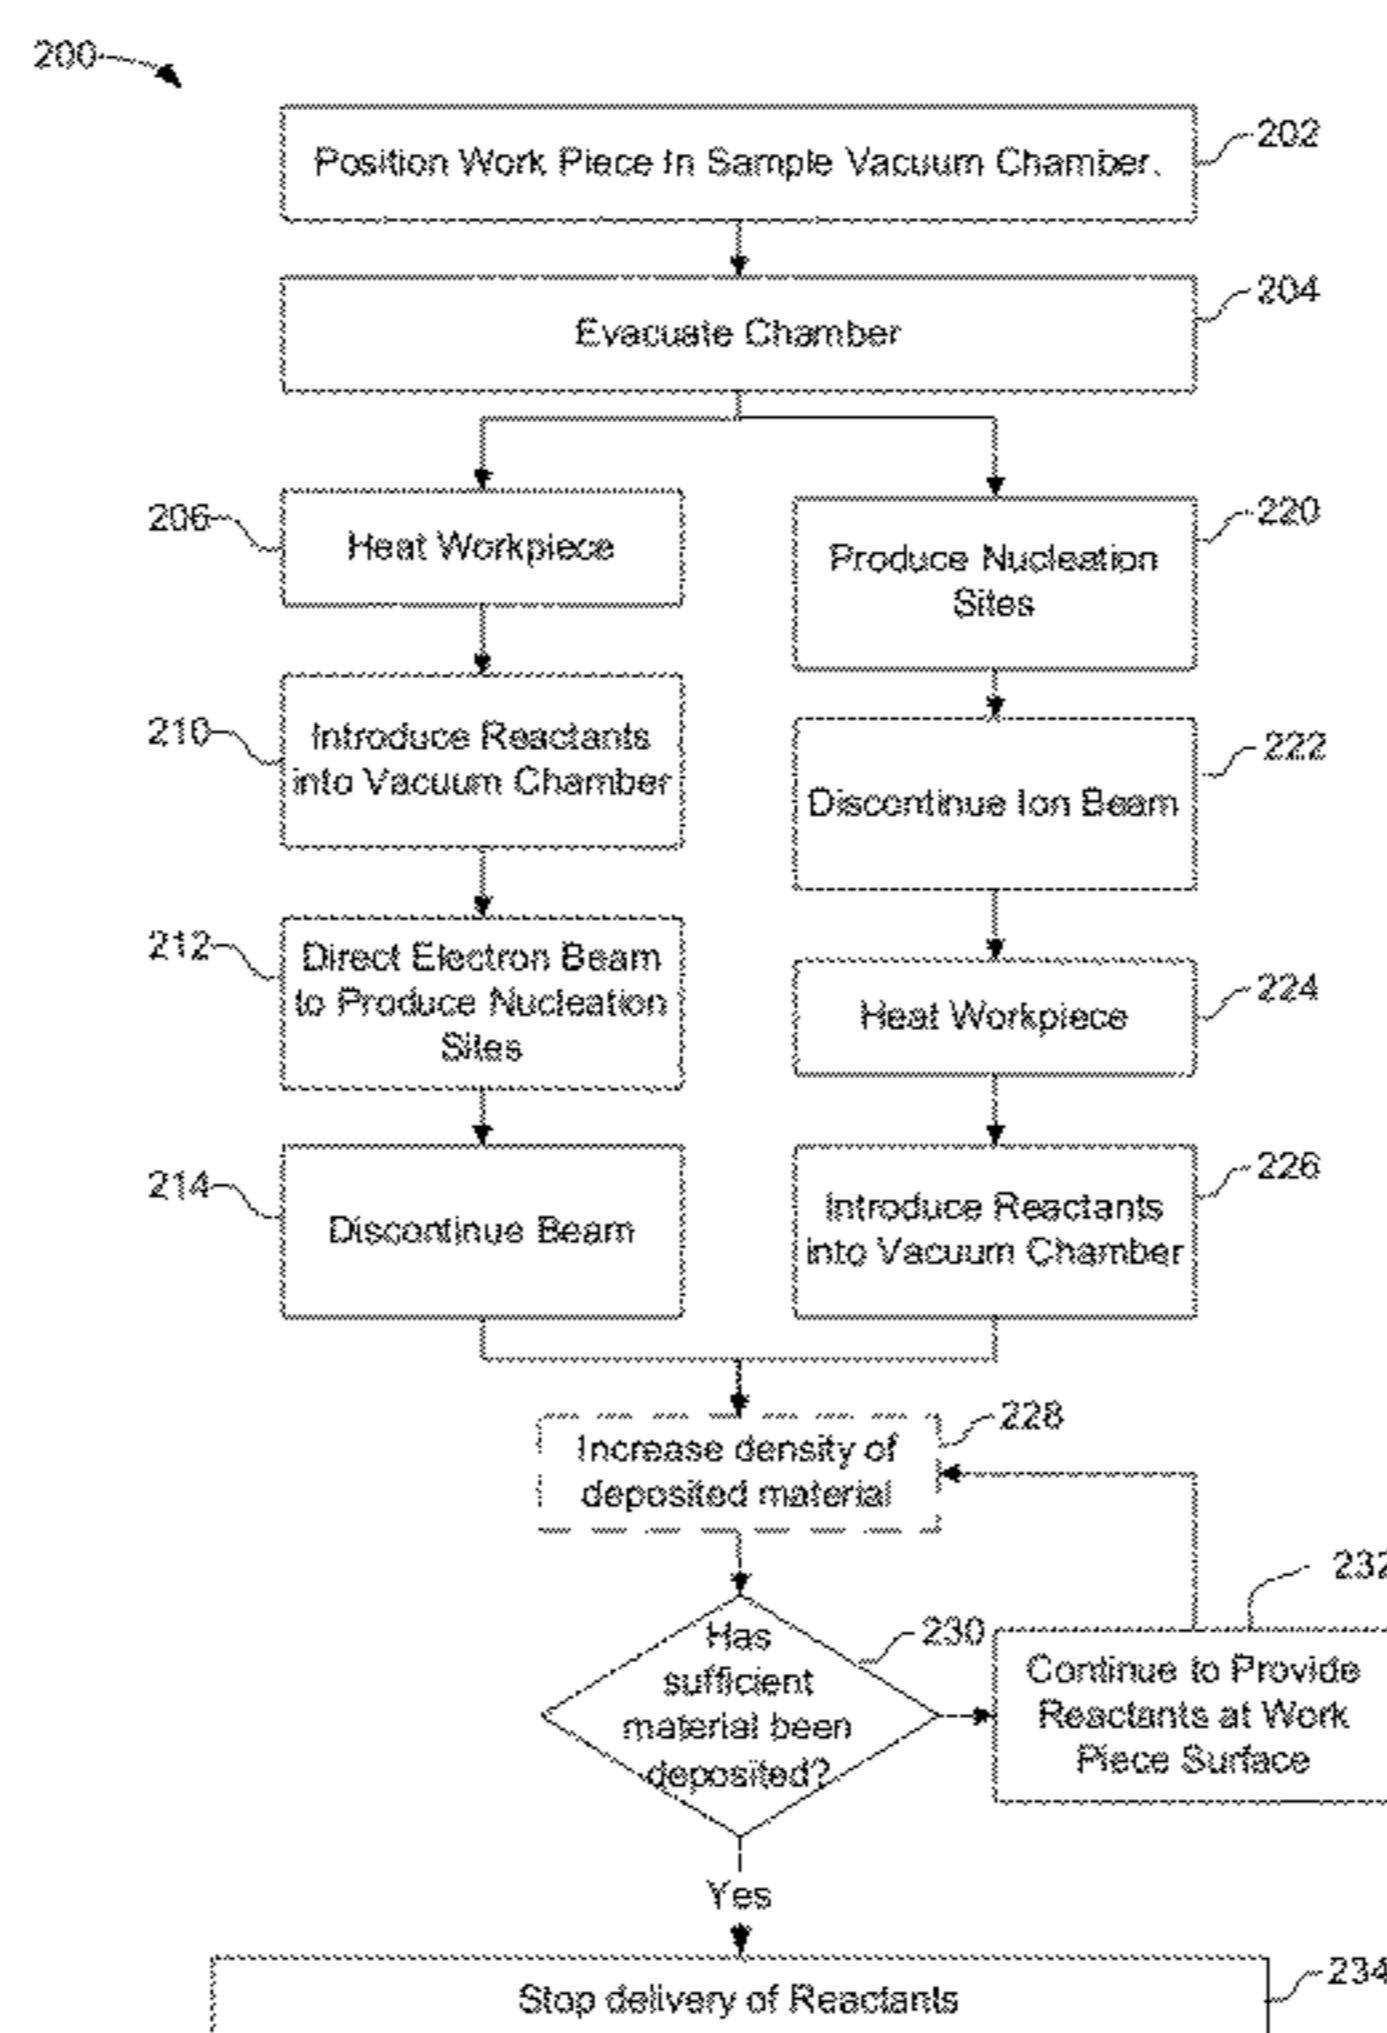 200
Position Work Piece In Sample Vacuum Chamber.
202
Evacuate Chamber
204
206
Heat Workpiece
210
Introduce Reactants
into Vacuum Chamber
212
Direct Electron Beam
to Produce Nucleation
Sites
214
Discontinue Beam
220
Produce Nucleation
Sites
222
Discontinue Ion Beam
224
Heat Workpiece
226
Introduce Reactants
into Vacuum Chamber
228
Increase density of
deposited material
230
Has
sufficient
material been
deposited?
232
Continue to Provide
Reactants at Work
Piece Surface
Yes
234
Stop delivery of Reactants